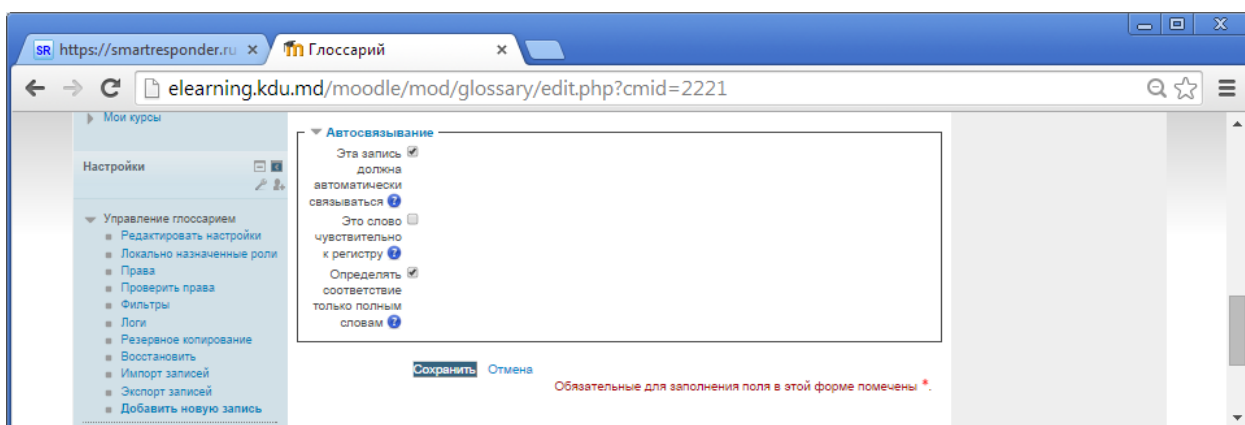 SR https://smartresponder.ru
Глоссарий
elearning.kdu.md/moodle/mod/glossary/edit.php?cmid=2221
Мои курсы
Настройки
Управление глоссарием
Редактировать настройки
Локально назначенные роли
Права
Проверить права
Фильтры
Логи
Резервное копирование
Восстановить
Импорт записей
Экспорт записей
Добавить новую запись
Автосвязывание
Эта запись
должна
автоматически
связываться
Это слово
чувствительно
к регистру
Определять
соответствие
только полным
словам
Сохранить Отмена
Обязательные для заполнения поля в этой форме помечены *.